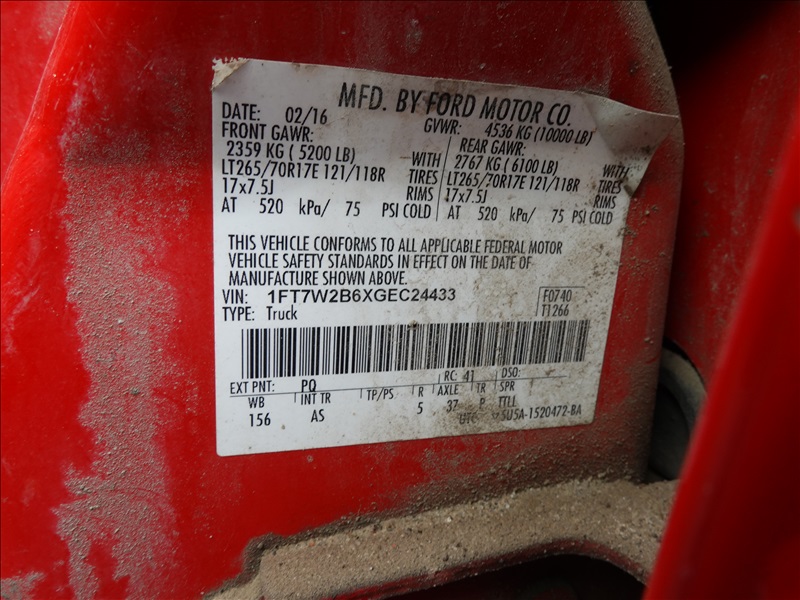 MFD. BY FORD MOTOR CO.
DATE: 02/16 GVWR: 4536 KG (10000 LB)
FRONT GAWR: REAR GAWR:
2359 KG ( 5200 LB) WITH 2767 KG ( 6100 LB) WITH
LT265/70R17E 121/118R TIRES LT265/70R17E 121/118R TIRES
17x7.5J RIMS 17x7.5J RIMS
AT 520 kPa/ 75 PSI COLD AT 520 kPa/ 75 PSI COLD
THIS VEHICLE CONFORMS TO ALL APPLICABLE FEDERAL MOTOR
VEHICLE SAFETY STANDARDS IN EFFECT ON THE DATE OF
MANUFACTURE SHOWN ABOVE.
VIN: 1FT7W2B6XGEC24433 F0740
TYPE: Truck T1266
EXT PNT: PQ RC: 41 DSO:
WB INT TR TP/PS R AXLE TR SPR
156 AS 5 37 P TTLL
UTC 5U5A-1520472-BA